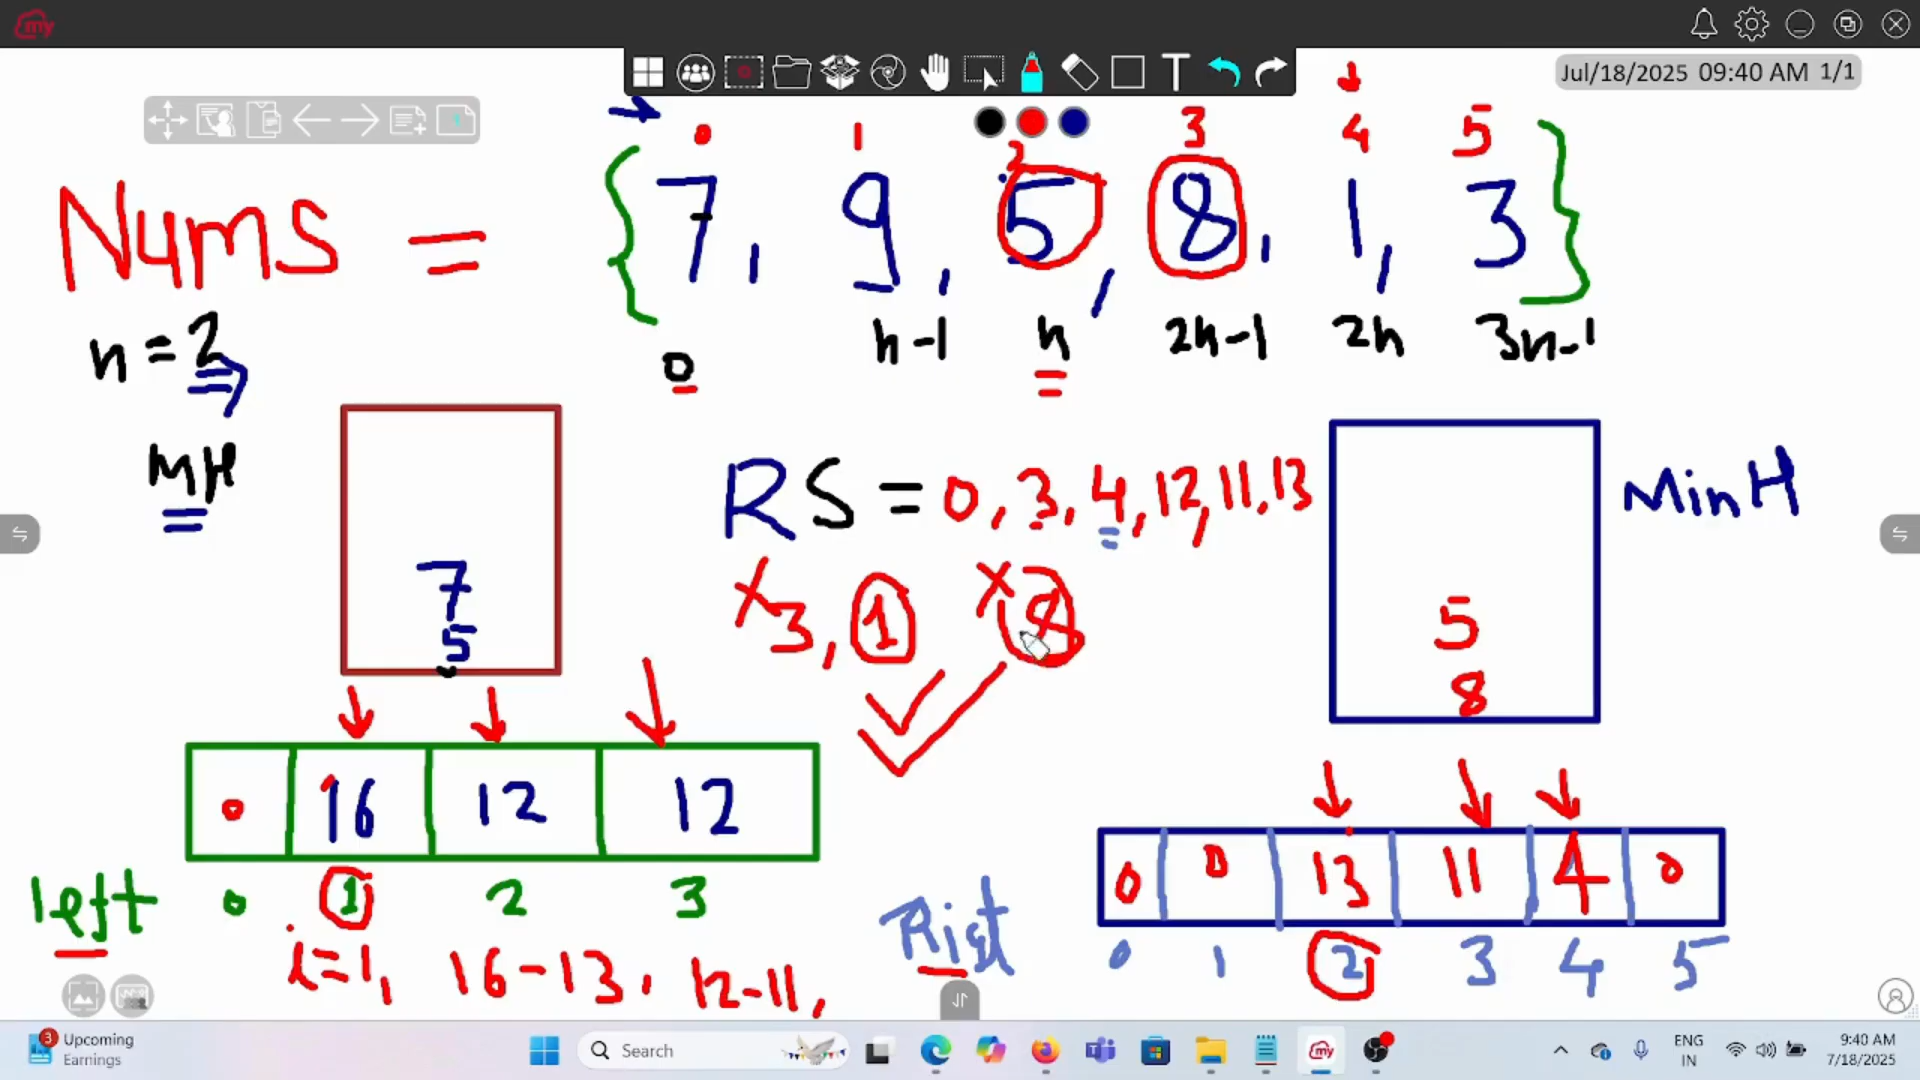 my
Jul/18/2025 09:40 AM 1/1
0 1 2 3 4 5
Nums = { 7, 9, 5, 8, 1, 3 }
0 n-1 n 2n-1 2n 3n-1
n=2
MH
RS = 0, 3, 4, 12, 11, 13
MinH
7
5
x 3, 1 x 8
5
8
0 16 12 12
0 0 13 11 4 0
left 0 1 2 3
Rigt 0 1 2 3 4 5
i=1, 16-13, 12-11,
3
Upcoming
Earnings
Search
my
ENG
IN
9:40 AM
7/18/2025